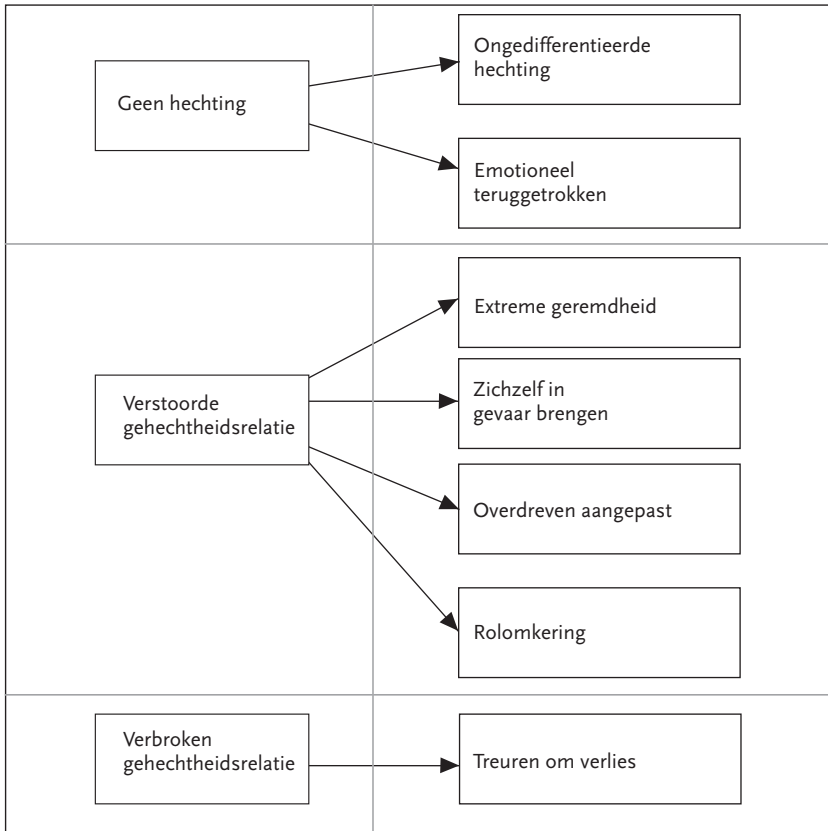 Geen hechting
Ongedifferentieerde
hechting
Emotioneel
teruggetrokken
Verstoorde
gehechtheidsrelatie
Extreme geremdheid
Zichzelf in
gevaar brengen
Overdreven aangepast
Rolomkering
Verbroken
gehechtheidsrelatie
Treuren om verlies